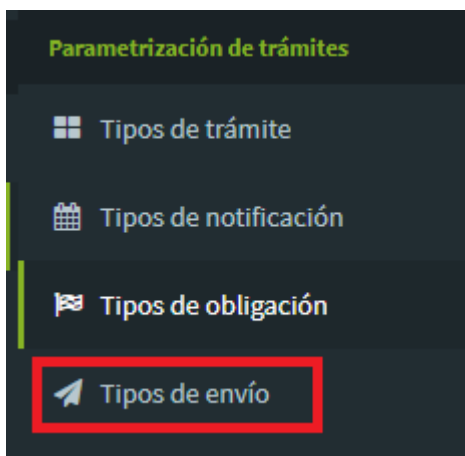 Parametrización de trámites
Tipos de trámite
Tipos de notificación
Tipos de obligación
Tipos de envío